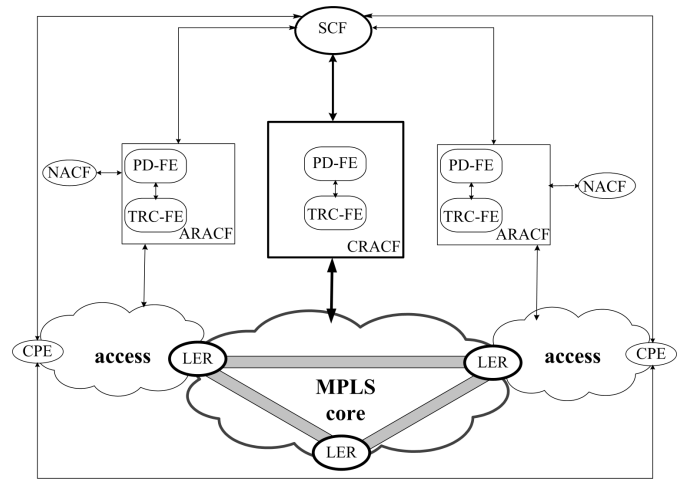 SCF
PD-FE
TRC-FE
ARACF
NACF
PD-FE
TRC-FE
CRACF
PD-FE
TRC-FE
ARACF
NACF
CPE
access
LER
MPLS
core
LER
access
CPE
LER